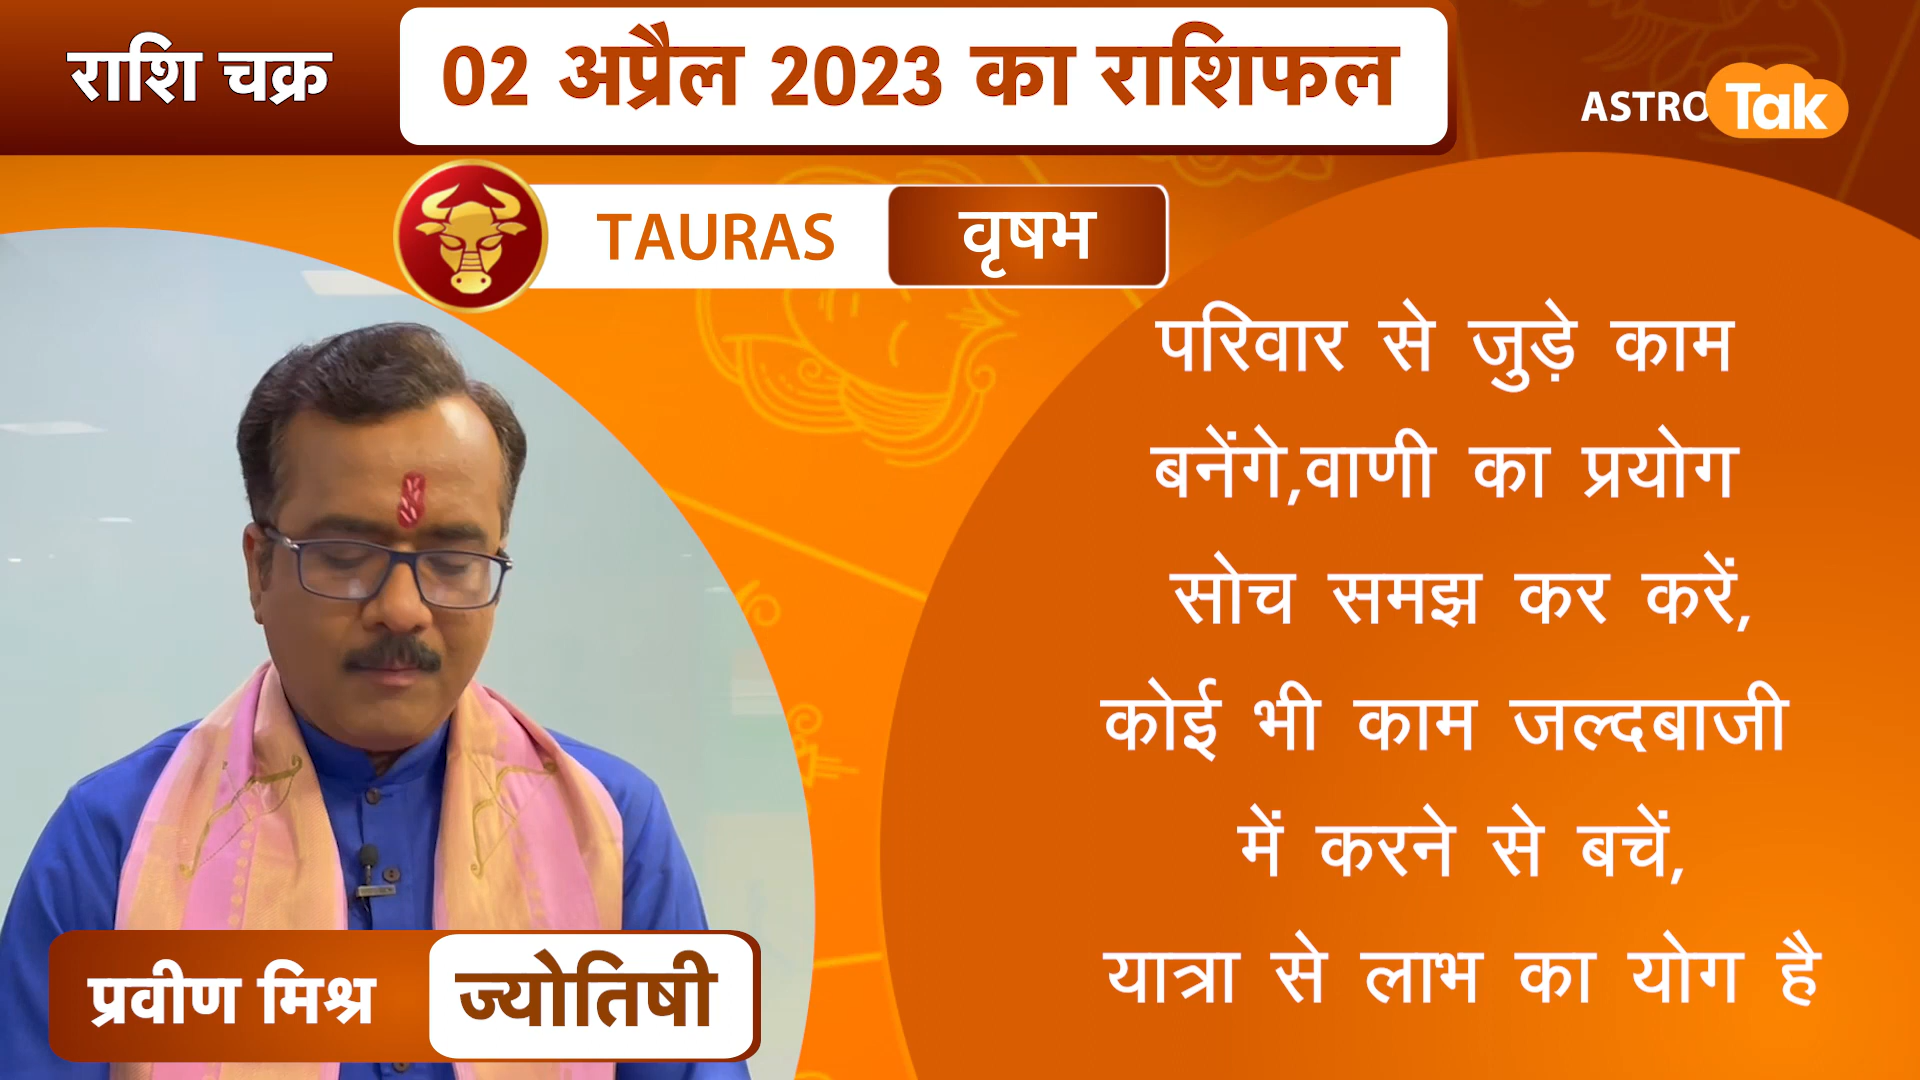 राशि चक्र
02 अप्रैल 2023 का राशिफल
ASTRO Tak
TAURAS
वृषभ
परिवार से जुड़े काम
बनेंगे,वाणी का प्रयोग
सोच समझ कर करें,
कोई भी काम जल्दबाजी
में करने से बचें,
यात्रा से लाभ का योग है
प्रवीण मिश्र
ज्योतिषी